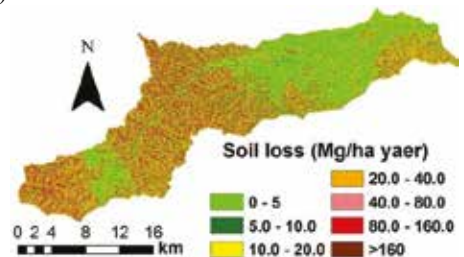 )
N
Soil loss (Mg/ha yaer)
0 - 5
5.0 - 10.0
10.0 - 20.0
20.0 - 40.0
40.0 - 80.0
80.0 - 160.0
>160
0 2 4 8 12 16
km